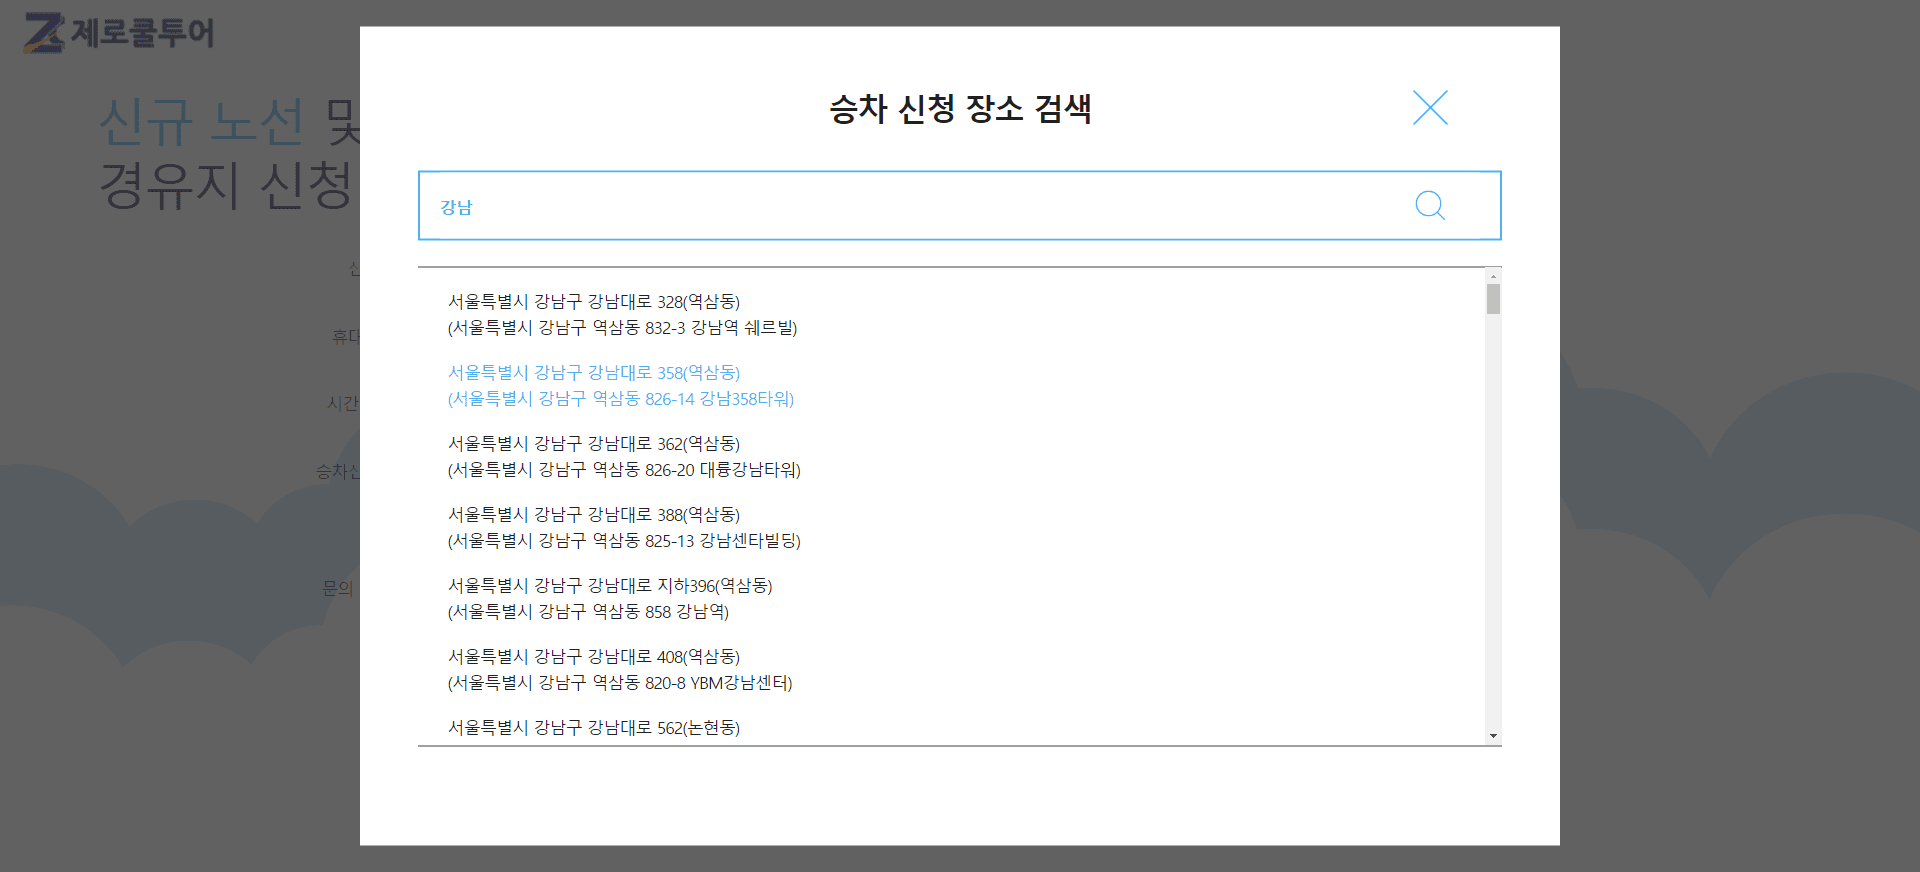 제로쿨투어
신규 노선 및
경유지 신청
승차 신청 장소 검색
강남
서울특별시 강남구 강남대로 328(역삼동)
(서울특별시 강남구 역삼동 832-3 강남역 쉐르빌)
서울특별시 강남구 강남대로 358(역삼동)
(서울특별시 강남구 역삼동 826-14 강남358타워)
서울특별시 강남구 강남대로 362(역삼동)
(서울특별시 강남구 역삼동 826-20 대륭강남타워)
서울특별시 강남구 강남대로 388(역삼동)
(서울특별시 강남구 역삼동 825-13 강남센타빌딩)
서울특별시 강남구 강남대로 지하396(역삼동)
(서울특별시 강남구 역삼동 858 강남역)
서울특별시 강남구 강남대로 408(역삼동)
(서울특별시 강남구 역삼동 820-8 YBM강남센터)
서울특별시 강남구 강남대로 562(논현동)
시간
문의